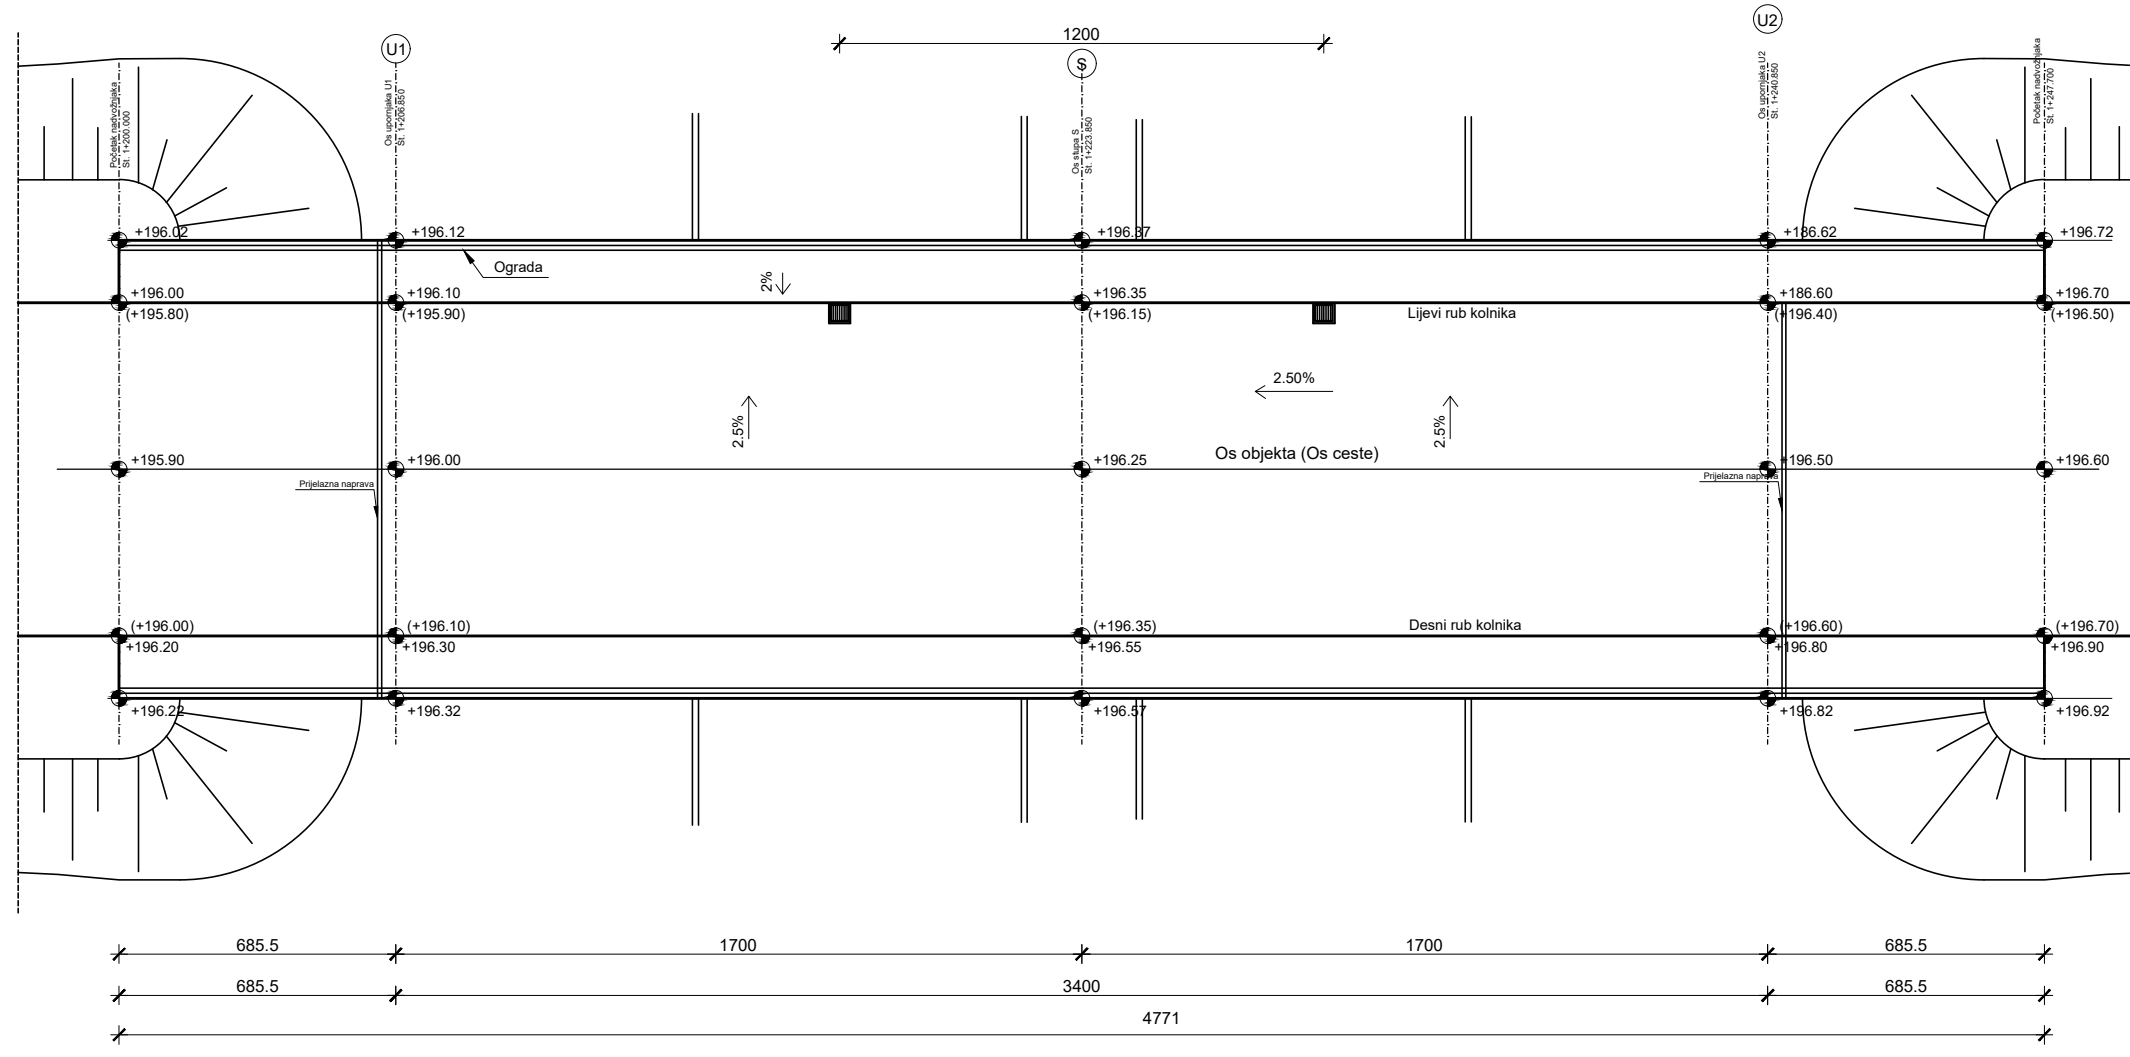 U1
1200
S
U2
Početak nadvožnjaka
St. 1+200.000
Os upornjaka U1
St. 1+206.850
Os stupa S
St. 1+223.850
Os upornjaka U2
St. 1+240.850
Početak nadvožnjaka
St. 1+247.700
+196.02
+196.12
+196.37
+186.62
+196.72
Ograda
2%
+196.00
(+195.80)
+196.10
(+195.90)
+196.35
(+196.15)
Lijevi rub kolnika
+186.60
(+196.40)
+196.70
(+196.50)
2.50%
2.5%
2.5%
Os objekta (Os ceste)
+195.90
+196.00
+196.25
+196.50
+196.60
Prijelazna naprava
Prijelazna naprava
(+196.00)
+196.20
(+196.10)
+196.30
(+196.35)
+196.55
Desni rub kolnika
(+196.60)
+196.80
(+196.70)
+196.90
+196.22
+196.32
+196.57
+196.82
+196.92
685.5
1700
1700
685.5
685.5
3400
685.5
4771